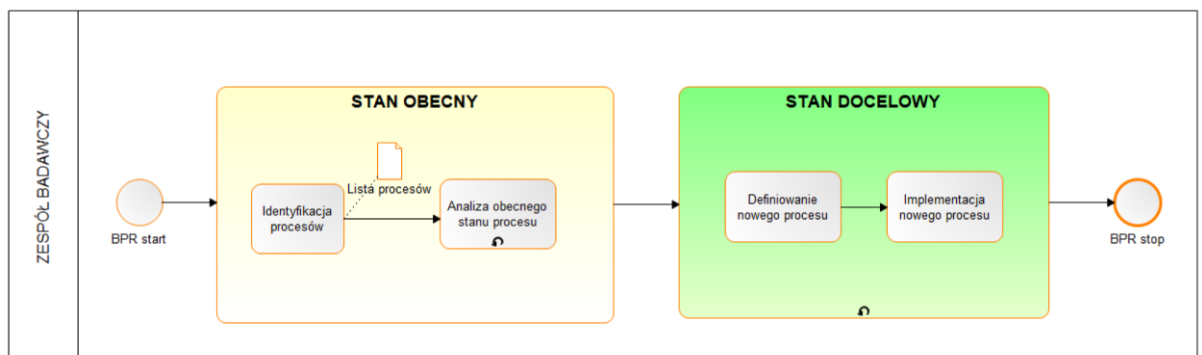 ZESPÓŁ BADAWCZY
BPR start
STAN OBECNY
Lista procesów
Identyfikacja
procesów
Analiza obecnego
stanu procesu
STAN DOCELOWY
Definiowanie
nowego procesu
Implementacja
nowego procesu
BPR stop